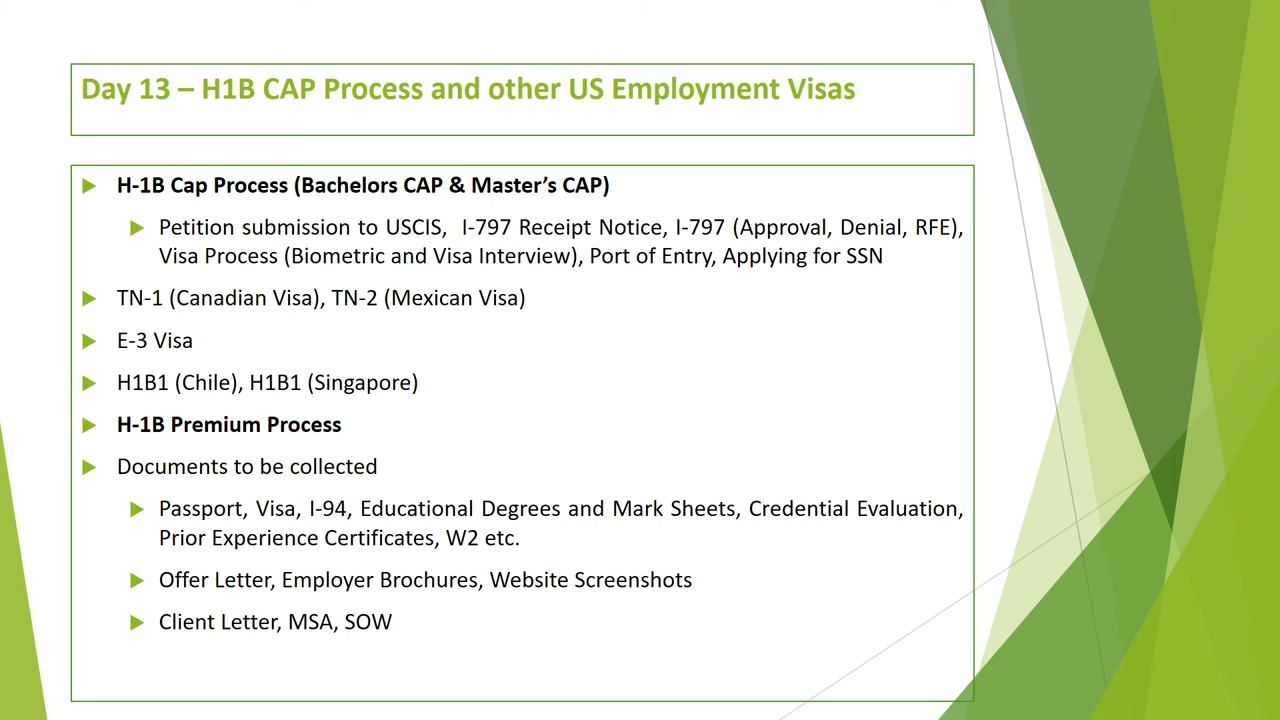 Day 13 – H1B CAP Process and other US Employment Visas
H-1B Cap Process (Bachelors CAP & Master’s CAP)
Petition submission to USCIS, I-797 Receipt Notice, I-797 (Approval, Denial, RFE),
Visa Process (Biometric and Visa Interview), Port of Entry, Applying for SSN
TN-1 (Canadian Visa), TN-2 (Mexican Visa)
E-3 Visa
H1B1 (Chile), H1B1 (Singapore)
H-1B Premium Process
Documents to be collected
Passport, Visa, I-94, Educational Degrees and Mark Sheets, Credential Evaluation,
Prior Experience Certificates, W2 etc.
Offer Letter, Employer Brochures, Website Screenshots
Client Letter, MSA, SOW